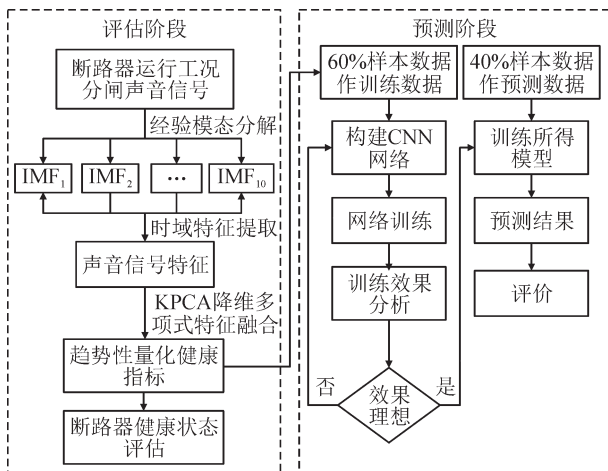 评估阶段
断路器运行工况
分闸声音信号
经验模态分解
IMF₁
IMF₂
…
IMF₁₀
时域特征提取
声音信号特征
KPCA降维多
项式特征融合
趋势性量化健康
指标
断路器健康状态
评估
预测阶段
60%样本数据
作训练数据
构建CNN
网络
网络训练
训练效果
分析
否
效果
理想
是
40%样本数据
作预测数据
训练所得
模型
预测结果
评价